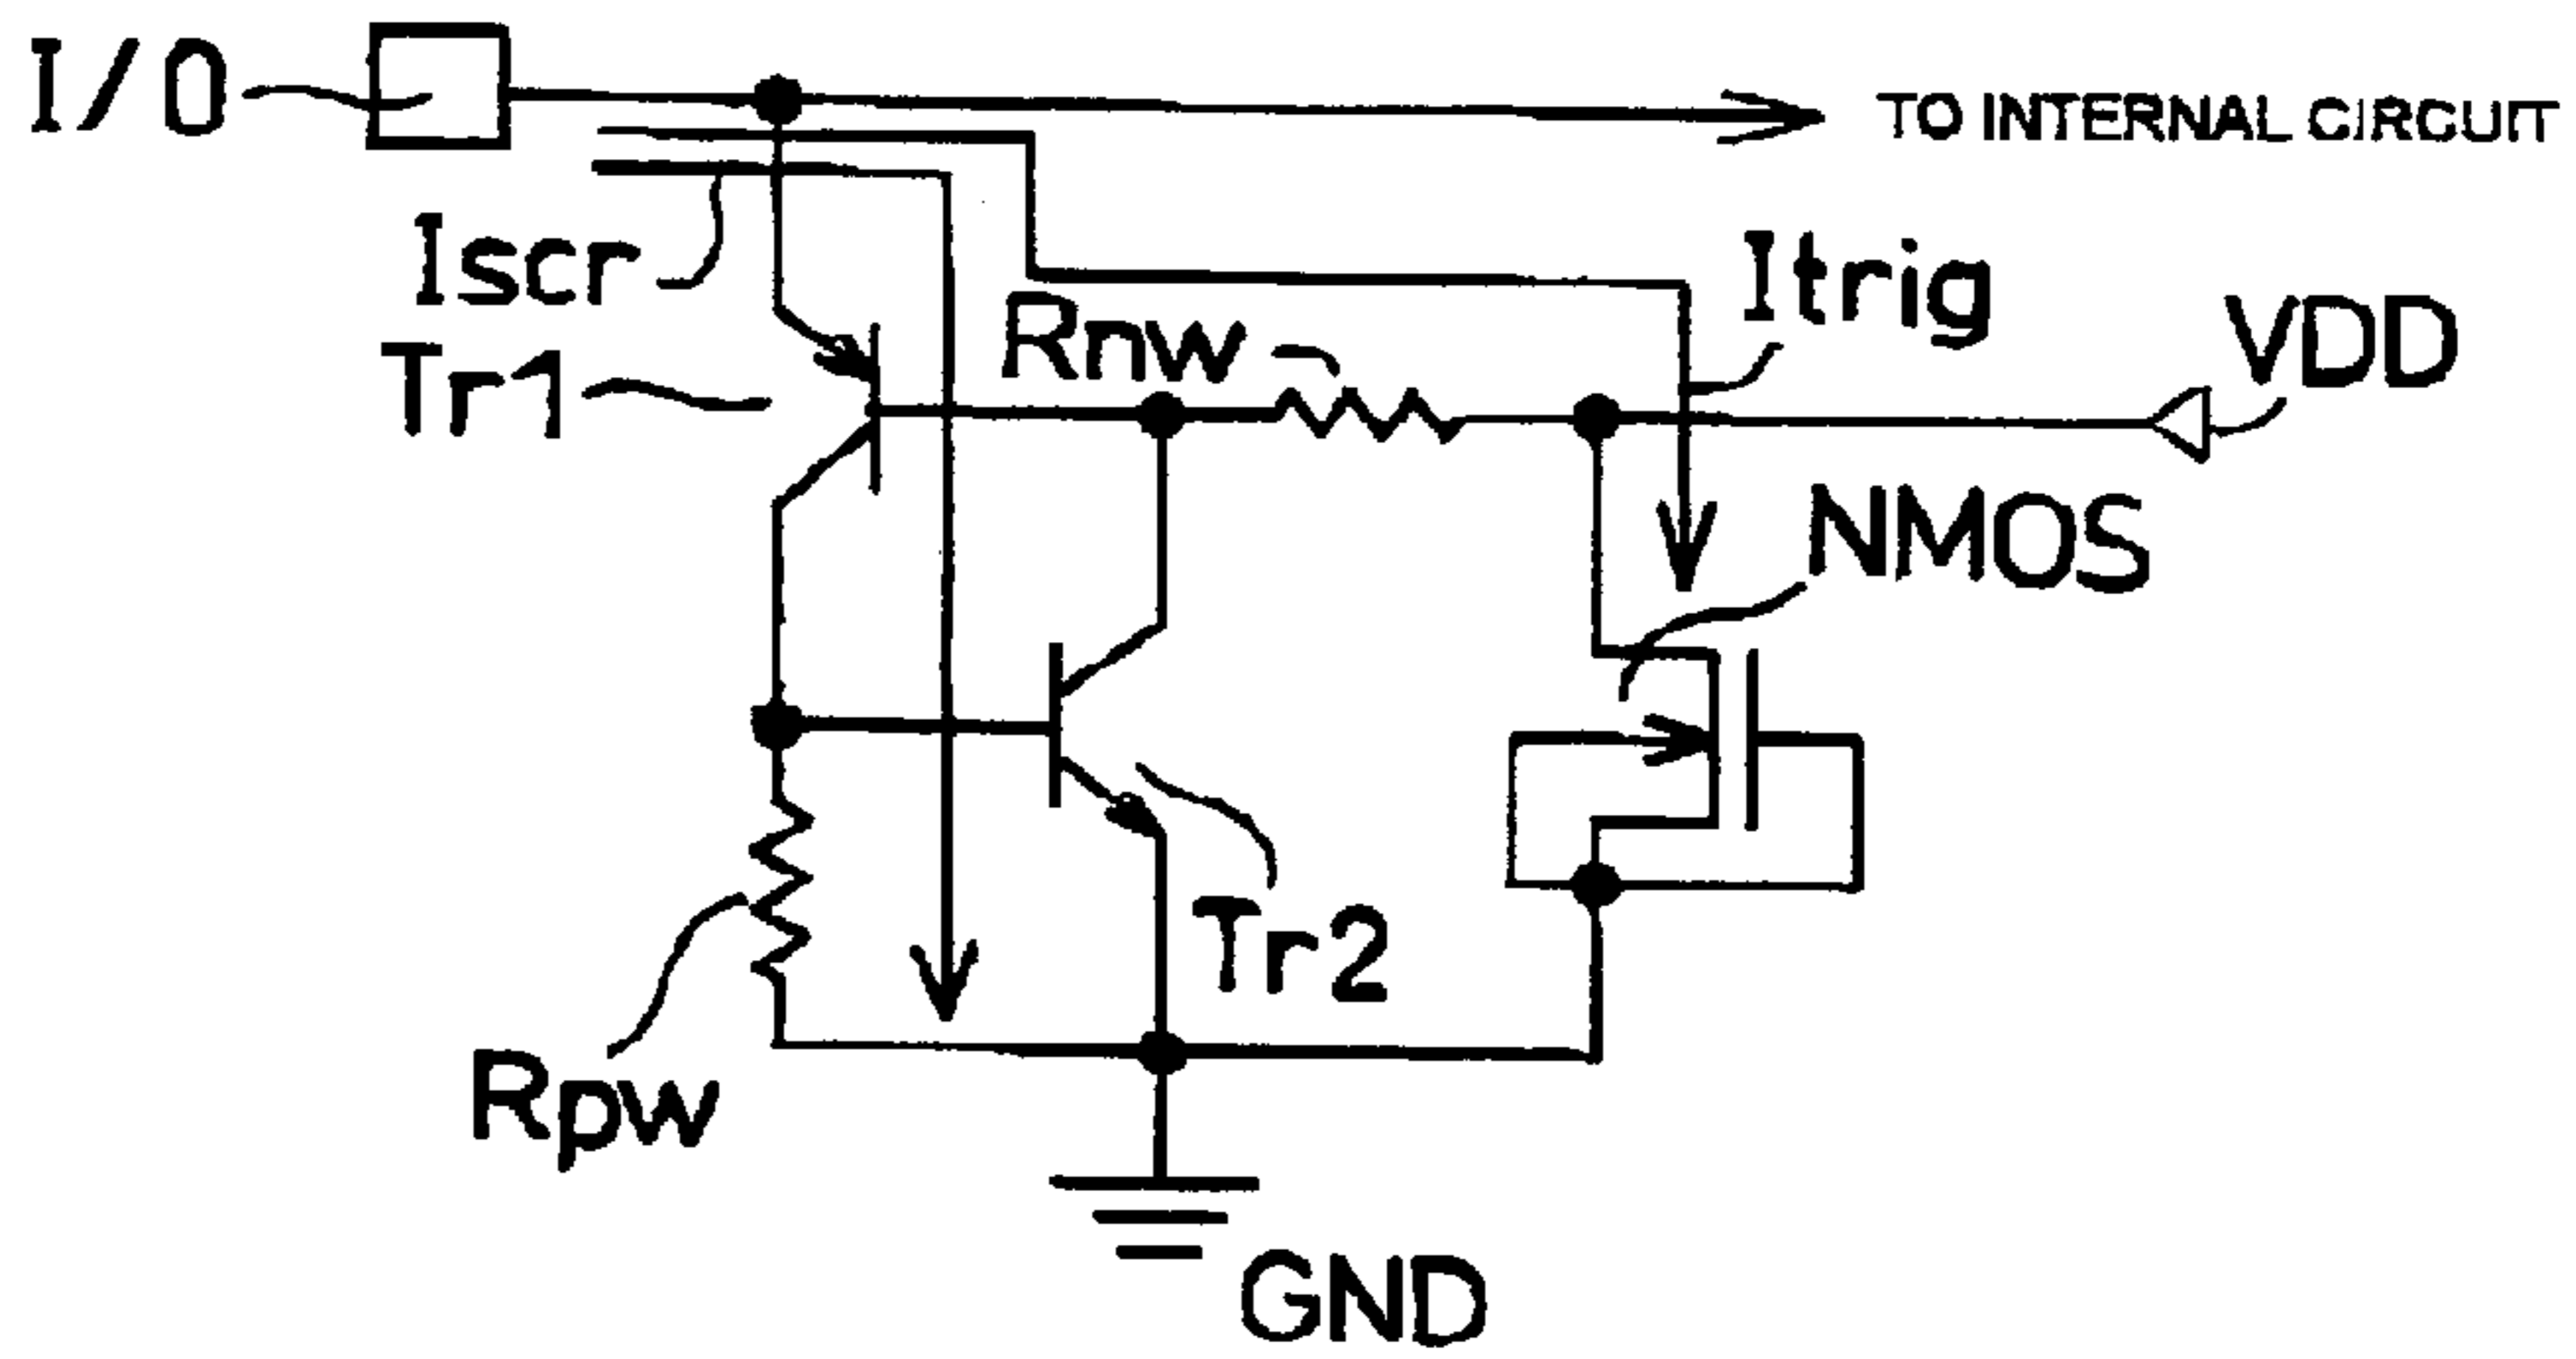 I/O
TO INTERNAL CIRCUIT
Iscr
Itrig
Rnw
VDD
Tr1
NMOS
Tr2
Rpw
GND